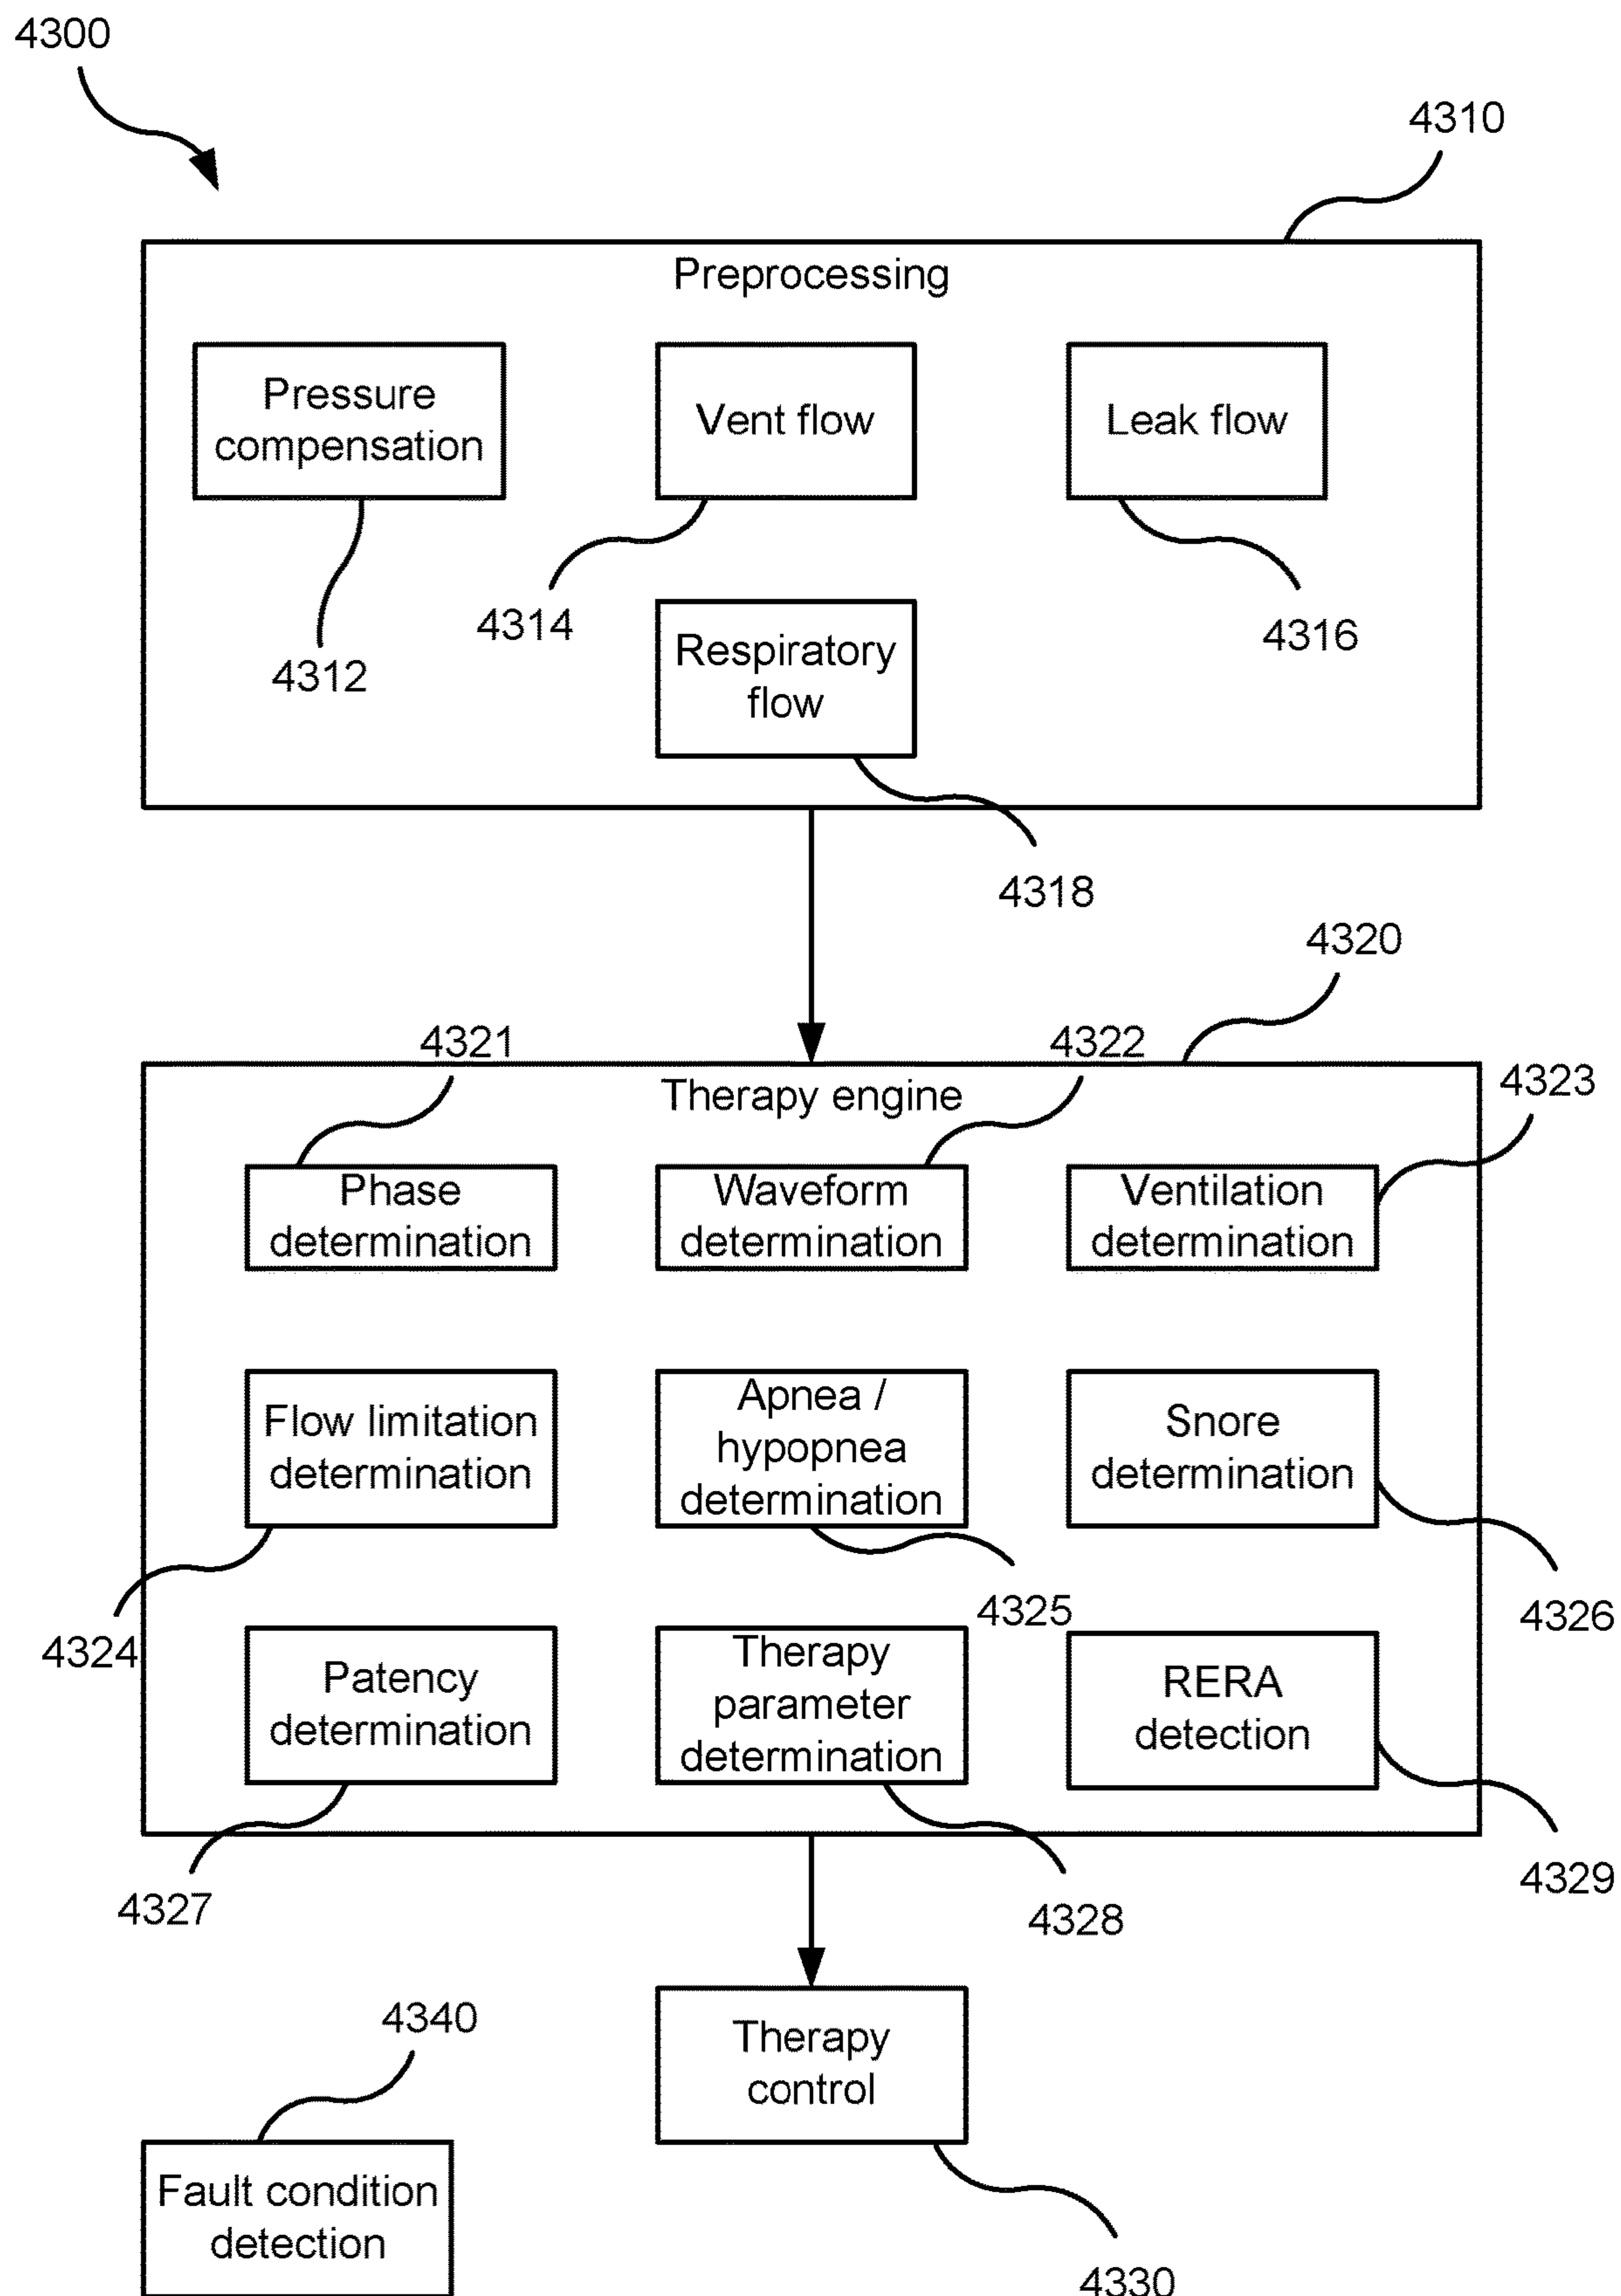 4300
4310
Preprocessing
Pressure
compensation
Vent flow
Leak flow
4312
4314
4316
Respiratory
flow
4318
4320
4321
4322
4323
Therapy engine
Phase
determination
Waveform
determination
Ventilation
determination
Flow limitation
determination
Apnea /
hypopnea
determination
Snore
determination
4324
4325
4326
Patency
determination
Therapy
parameter
determination
RERA
detection
4327
4328
4329
Therapy
control
4340
Fault condition
detection
4330